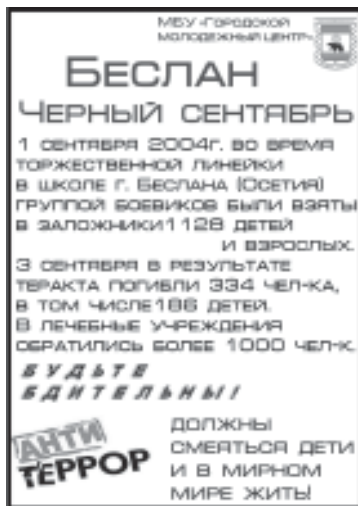 МБУ «Городской
молодежный центр»
Беслан
Черный сентябрь
1 сентября 2004г. во время
торжественной линейки
в школе г. Беслана (Осетия)
группой боевиков были взяты
в заложники1128 детей
и взрослых.
3 сентября в результате
теракта погибли 334 чел-ка,
в том числе186 детей.
В лечебные учреждения
обратились более 1000 чел-к.
БУДЬТЕ
БДИТЕЛЬНЫ!
АНТИ
ТЕРРОР
ДОЛЖНЫ
СМЕЯТЬСЯ ДЕТИ
И В МИРНОМ
МИРЕ ЖИТЬ!